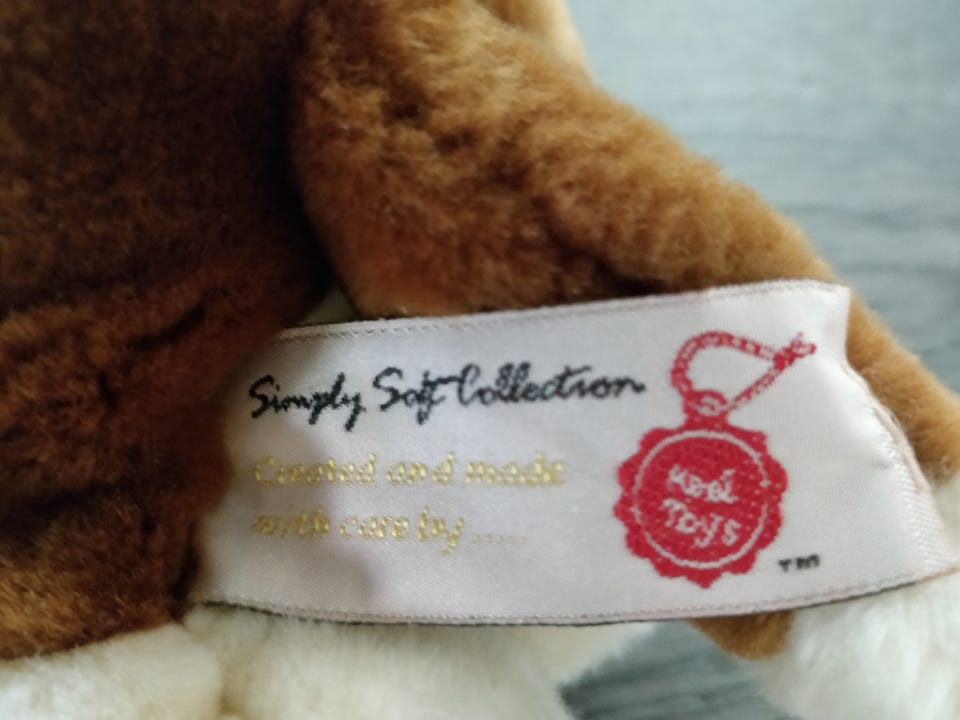 Simply Soft Collection
Created and made
with care by .....
Keel
TOYS
TM